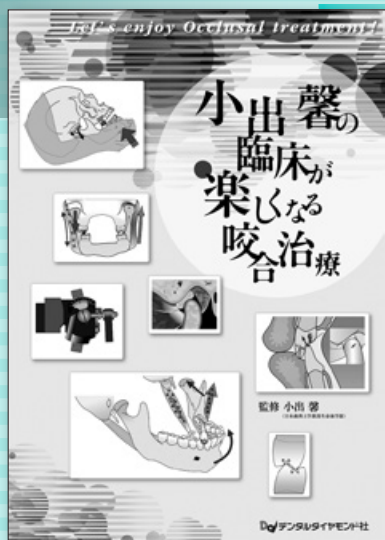 Let's enjoy Occlusal treatment!
小出 馨の
臨床が
楽しくなる
咬合治療
監修 小出 馨
デンタルダイヤモンド社